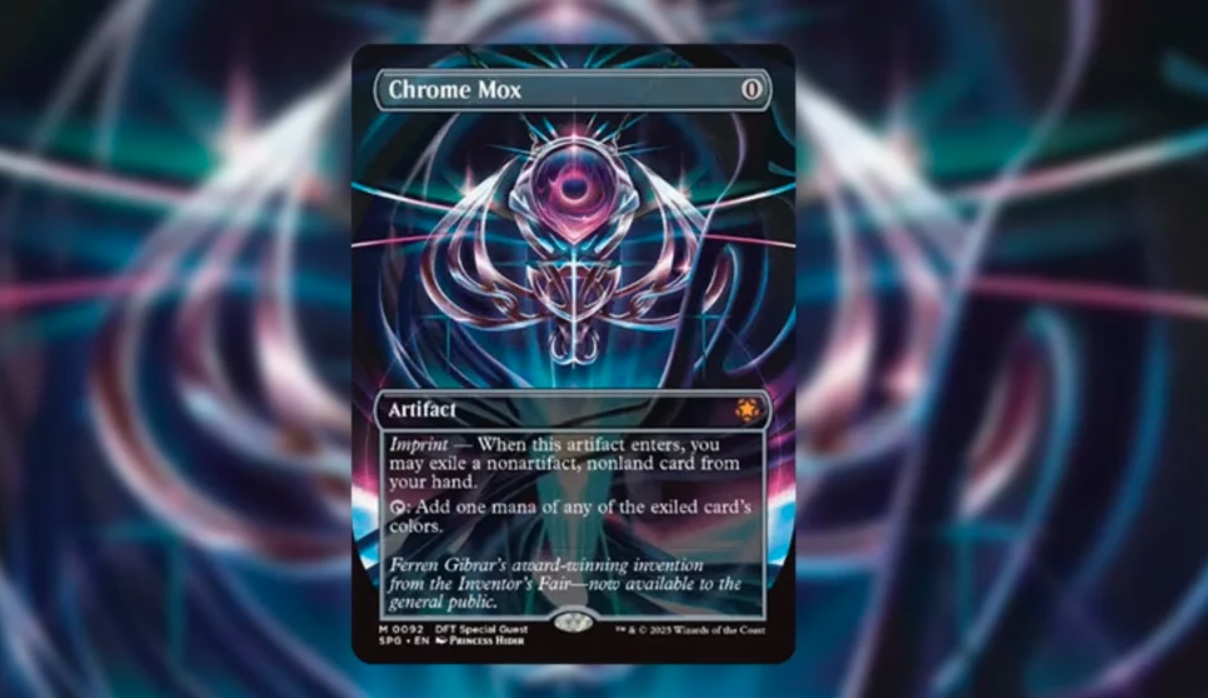 Chrome Mox 0
Artifact
Imprint — When this artifact enters, you
may exile a nonartifact, nonland card from
your hand.
: Add one mana of any of the exiled card's
colors.
Ferren Gibrar's award-winning invention
from the Inventor's Fair—now available to the
general public.
M 0092 DFT Special Guest
SPG • EN Princess Hidir
™ & © 2025 Wizards of the Coast